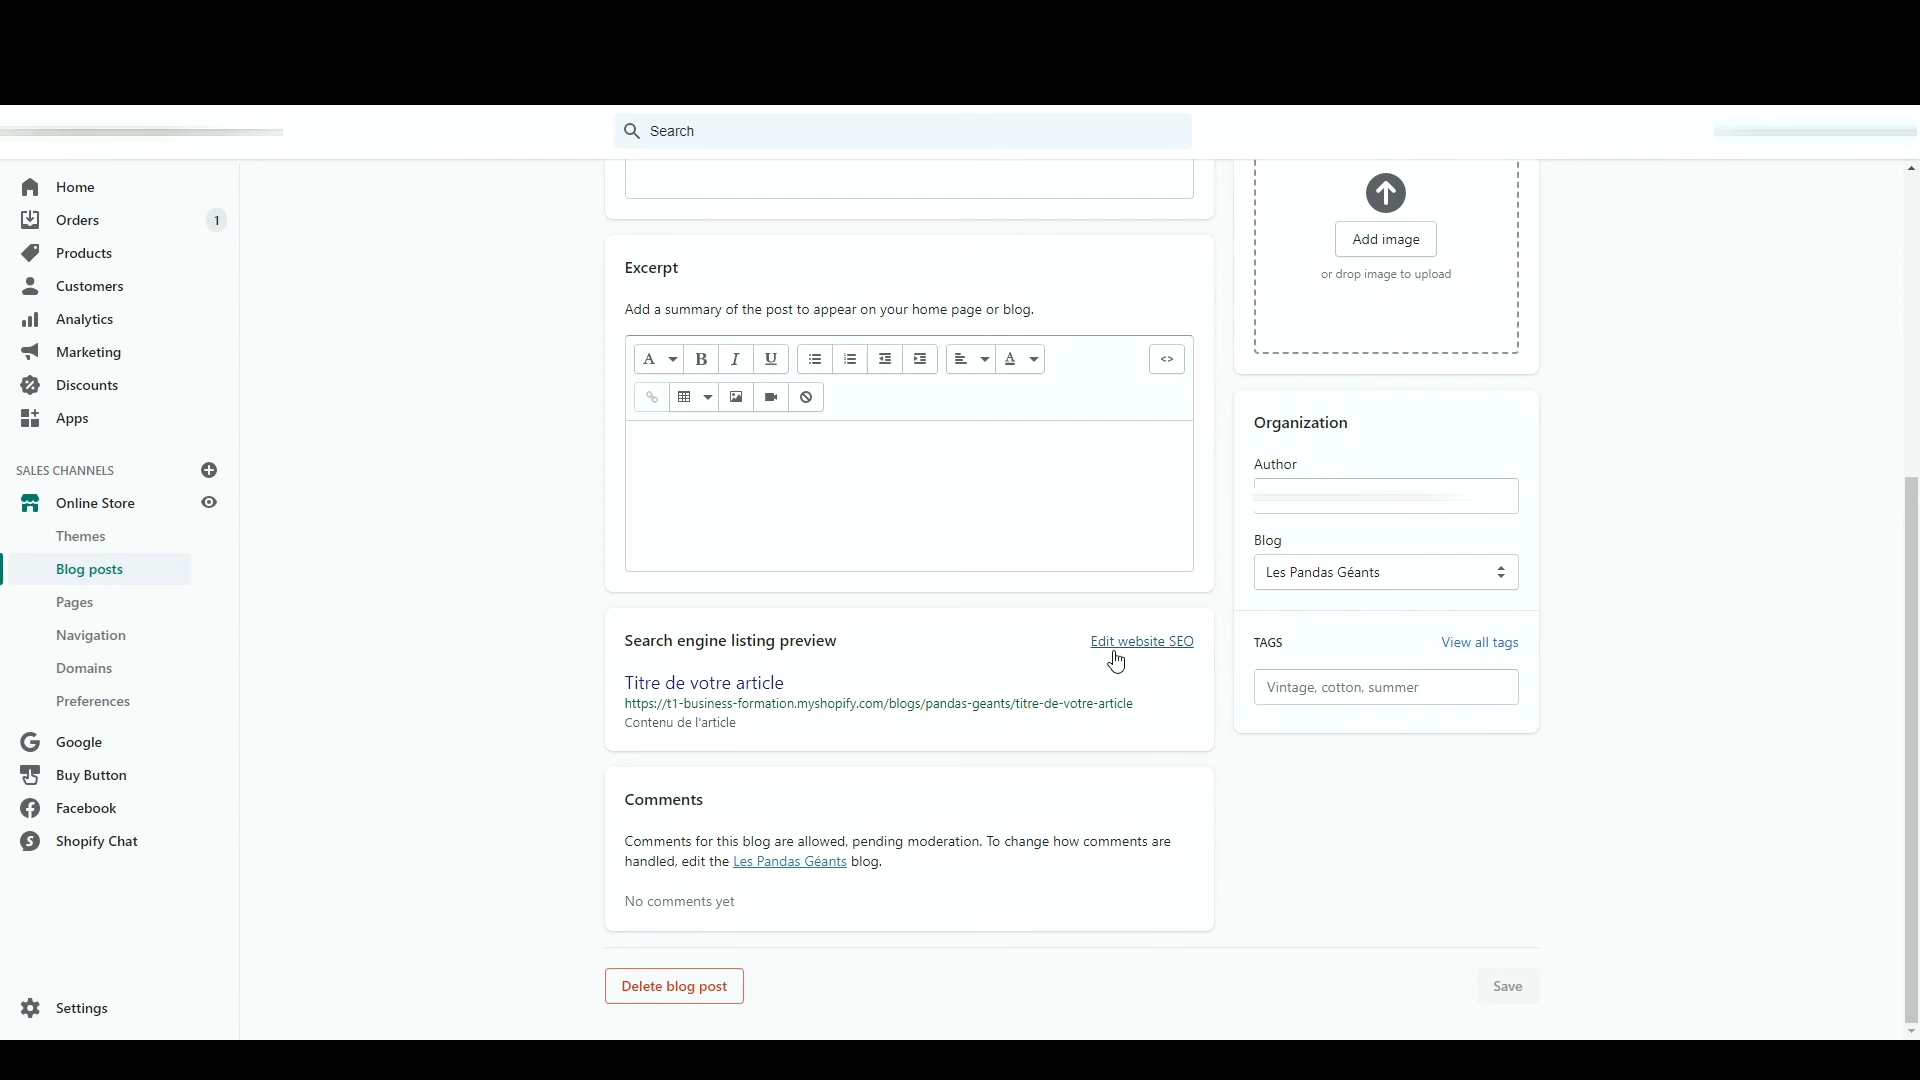 Search
Home
Orders
1
Products
Customers
Analytics
Marketing
Discounts
Apps
SALES CHANNELS
Online Store
Themes
Blog posts
Pages
Navigation
Domains
Preferences
Google
Buy Button
Facebook
Shopify Chat
Settings
Excerpt
Add a summary of the post to appear on your home page or blog.
A
B
I
U
A
<>
Search engine listing preview
Edit website SEO
Titre de votre article
https://t1-business-formation.myshopify.com/blogs/pandas-geants/titre-de-votre-article
Contenu de l'article
Comments
Comments for this blog are allowed, pending moderation. To change how comments are
handled, edit the Les Pandas Géants blog.
No comments yet
Delete blog post
Save
Add image
or drop image to upload
Organization
Author
Blog
Les Pandas Géants
TAGS
View all tags
Vintage, cotton, summer